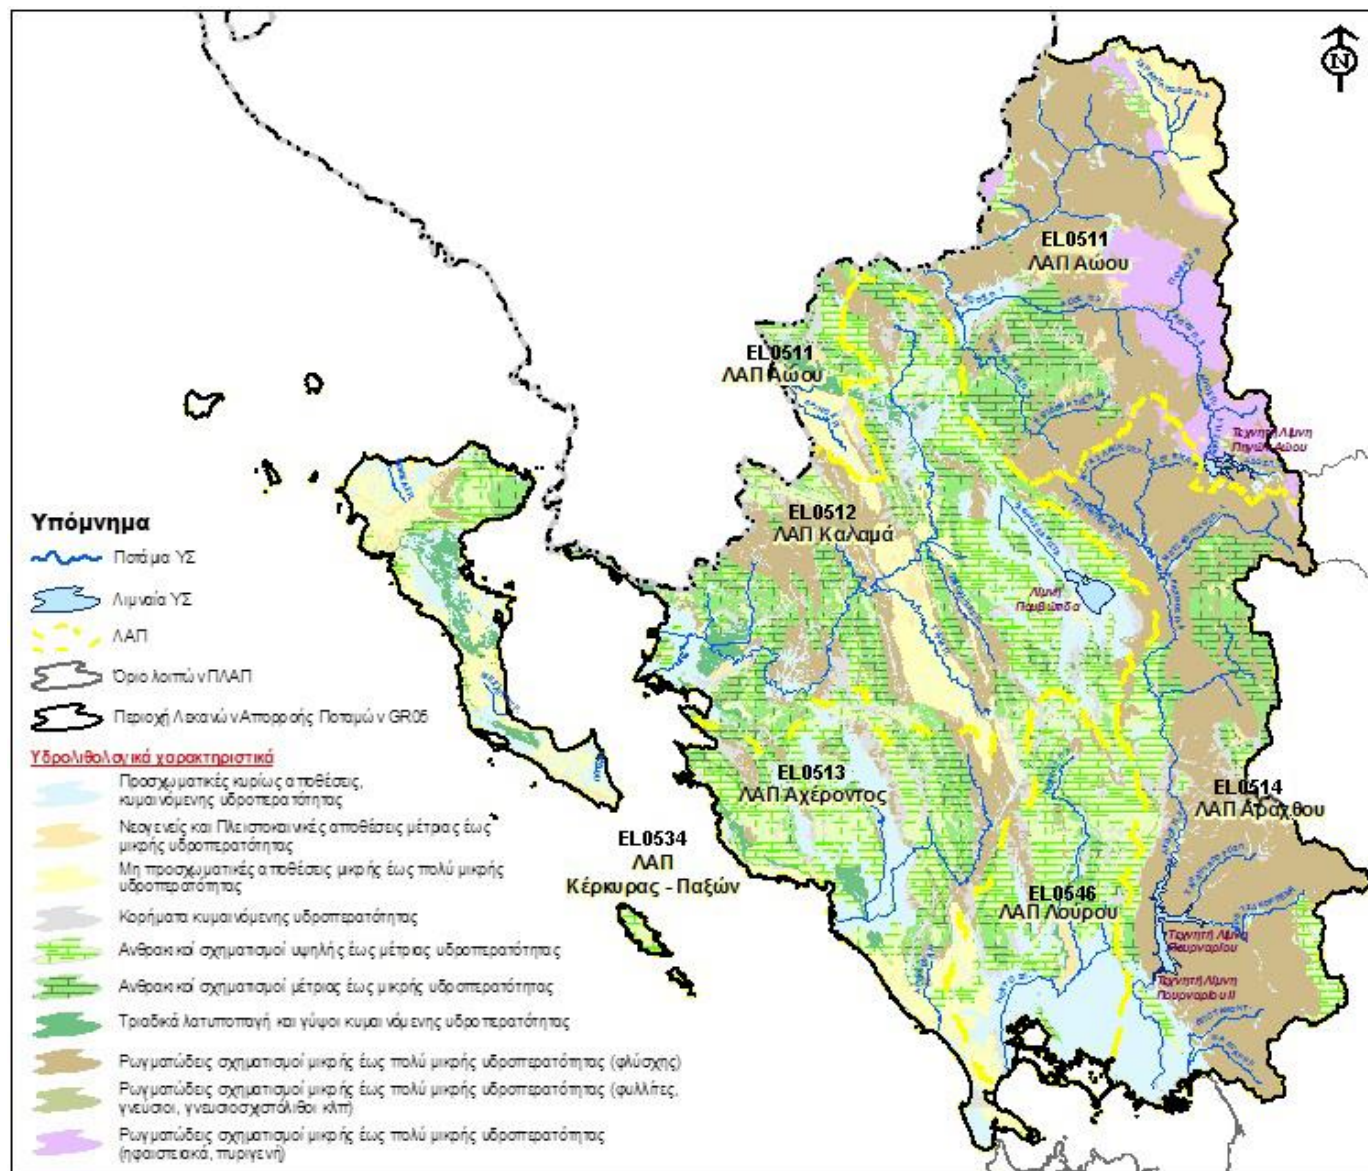 N
EL0511
ΛΑΠ Αώου
EL0511
ΛΑΠ Αώου
Τεχνητή Λίμνη
Πηγών Αώου
EL0512
ΛΑΠ Καλαμά
Λίμνη
Παμβώτιδα
EL0513
ΛΑΠ Αχέροντος
EL0514
ΛΑΠ Αράχθου
EL0534
ΛΑΠ
Κέρκυρας - Παξών
EL0546
ΛΑΠ Λούρου
Τεχνητή Λίμνη
Πουρναρίου
Τεχνητή Λίμνη
Πουρναρίου II
Υπόμνημα
Ποτάμια ΥΣ
Λιμναία ΥΣ
ΛΑΠ
Όριο λοιπών ΠΛΑΠ
Περιοχή Λεκανών Απορροής Ποταμών GR05
Υδρολιθολογικά χαρακτηριστικά
Προσχωματικές κυρίως αποθέσεις,
κυμαινόμενης υδροπερατότητας
Νεογενείς και Πλειστοκαινικές αποθέσεις μέτριας έως
μικρής υδροπερατότητας
Μη προσχωματικές αποθέσεις μικρής έως πολύ μικρής
υδροπερατότητας
Κορήματα κυμαινόμενης υδροπερατότητας
Ανθρακικοί σχηματισμοί υψηλής έως μέτριας υδροπερατότητας
Ανθρακικοί σχηματισμοί μέτριας έως μικρής υδροπερατότητας
Τριαδικά λατυποπαγή και γύψοι κυμαινόμενης υδροπερατότητας
Ρωγματώδεις σχηματισμοί μικρής έως πολύ μικρής υδροπερατότητας (φλύσχης)
Ρωγματώδεις σχηματισμοί μικρής έως πολύ μικρής υδροπερατότητας (φυλλίτες,
γνεύσιοι, γνευσιοσχιστόλιθοι κλπ)
Ρωγματώδεις σχηματισμοί μικρής έως πολύ μικρής υδροπερατότητας
(ηφαιστειακά, πυριγενή)